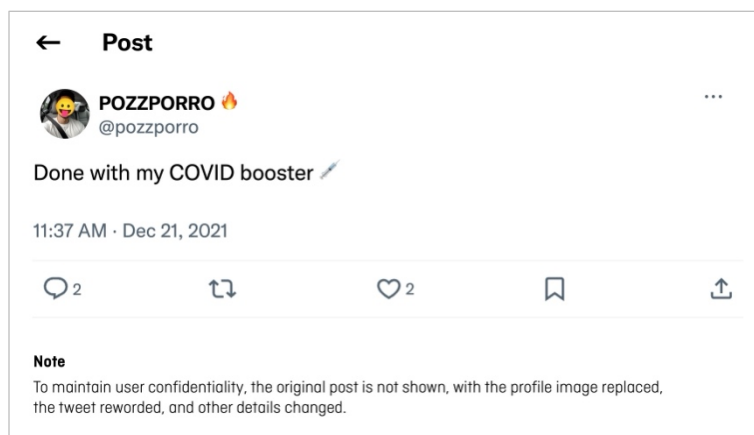 ← Post
POZZPORRO 🔥
...
@pozzporro
Done with my COVID booster 💉
11:37 AM · Dec 21, 2021
2 2
Note
To maintain user confidentiality, the original post is not shown, with the profile image replaced,
the tweet reworded, and other details changed.